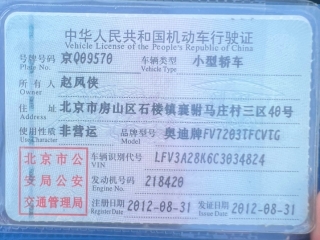 中华人民共和国机动车行驶证
Vehicle License of the People's Republic of China
号牌号码 京QQ9570 车辆类型 小型轿车
Plate No. Vehicle Type
所有人 赵凤侠
Owner
住址 北京市房山区石楼镇襄驸马庄村三区40号
Address
使用性质 非营运 品牌型号 奥迪牌FV7203TFCVTG
Use Character Model
北京市公安局公安交通管理局
车辆识别代号 LFV3A28K6C3034824
VIN
发动机号码 218420
Engine No.
注册日期 2012-08-31 发证日期 2012-08-31
Register Date Issue Date